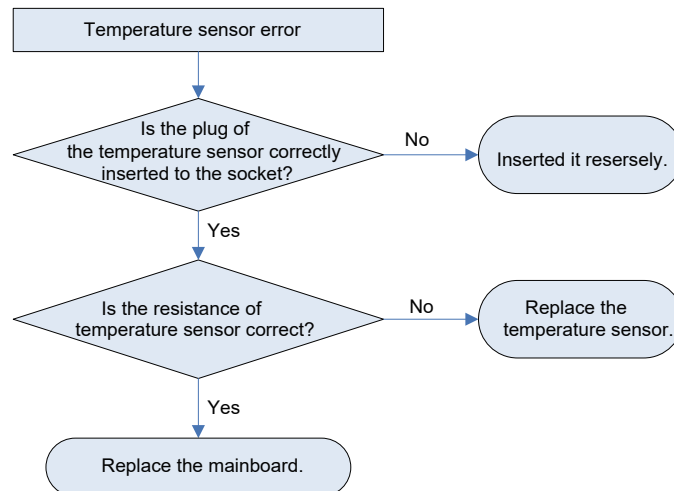 Temperature sensor error
Is the plug of
the temperature sensor correctly
inserted to the socket?
No
Inserted it resersely.
Yes
Is the resistance of
temperature sensor correct?
No
Replace the
temperature sensor.
Yes
Replace the mainboard.